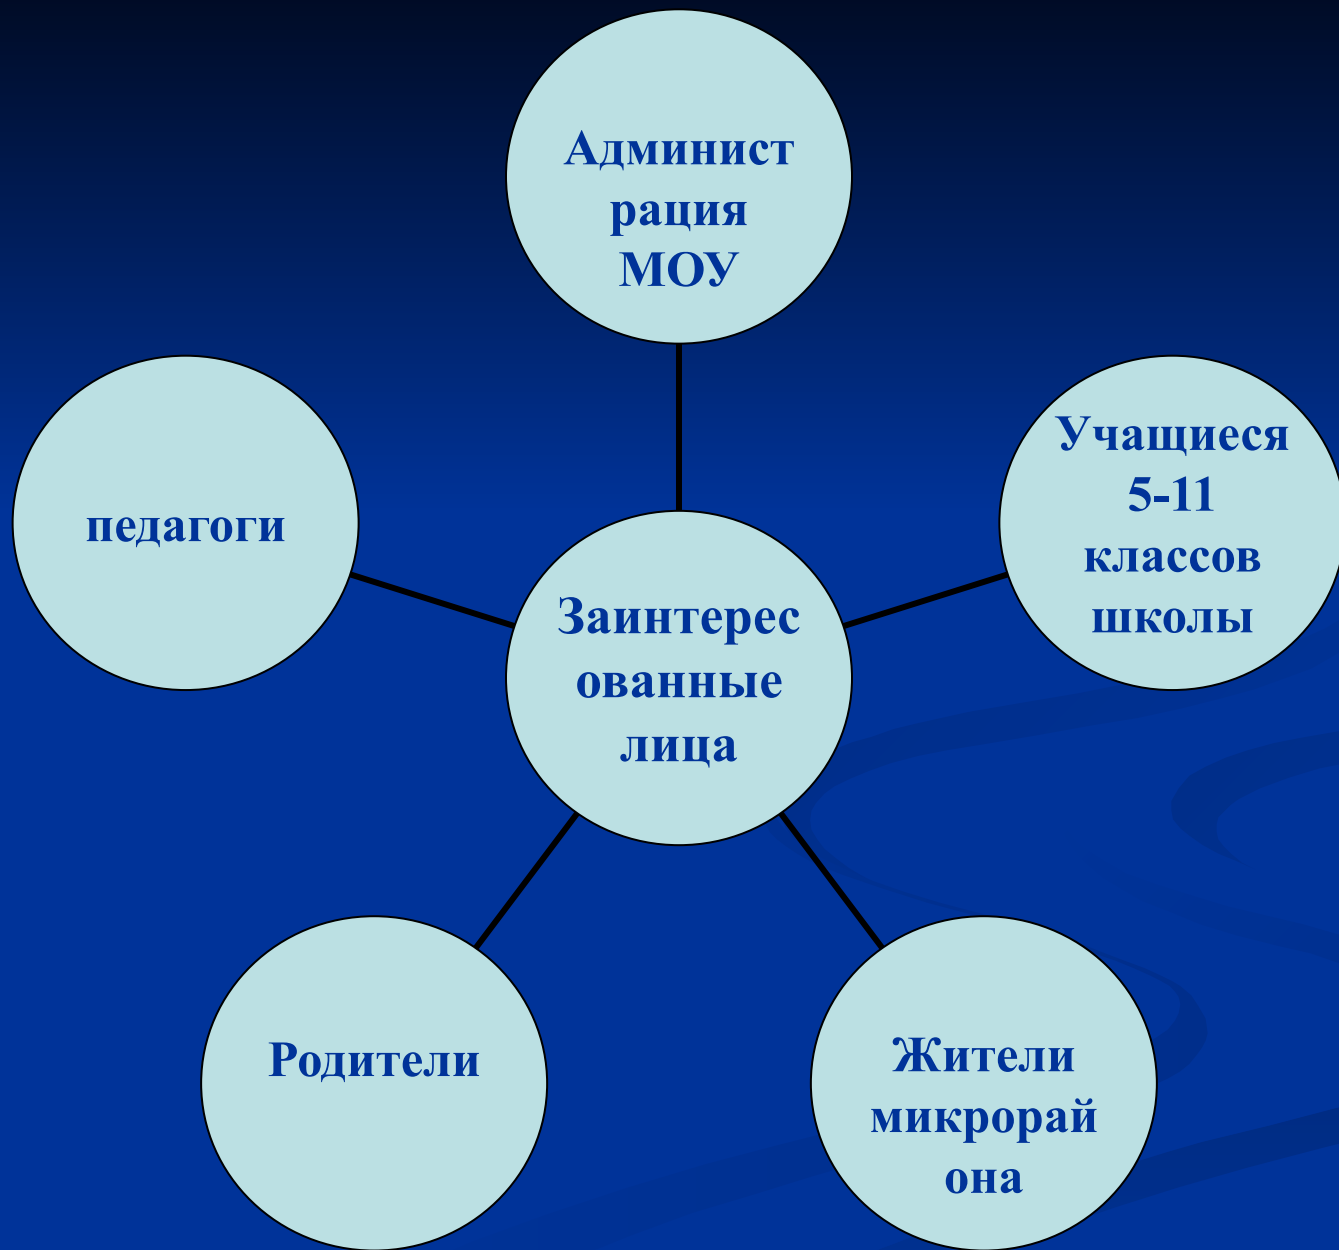 Админист
рация
МОУ
Учащиеся
5-11
классов
школы
педагоги
Заинтерес
ованные
лица
Родители
Жители
микрорай
она